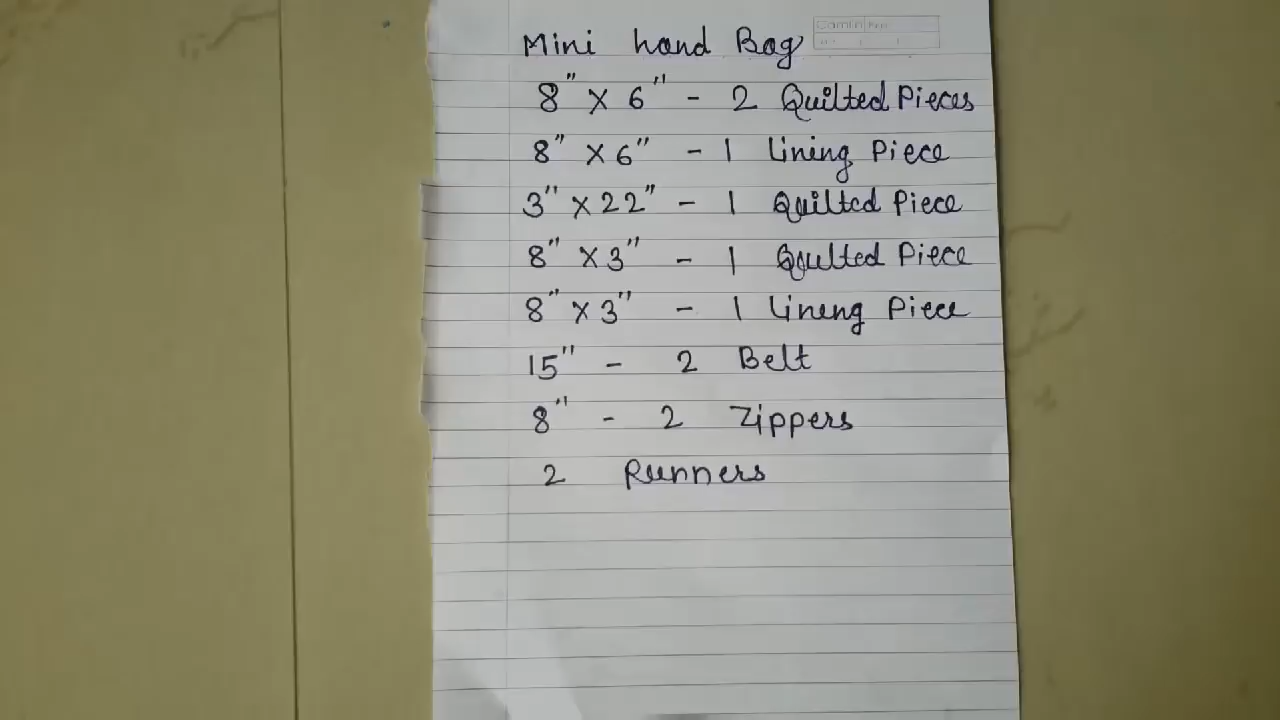 Mini hand Bag
8" x 6" - 2 Quilted Pieces
8" x 6" - 1 Lining Piece
3" x 22" - 1 Quilted Piece
8" x 3" - 1 Quilted Piece
8" x 3" - 1 Lining Piece
15" - 2 Belt
8" - 2 Zippers
2 Runners